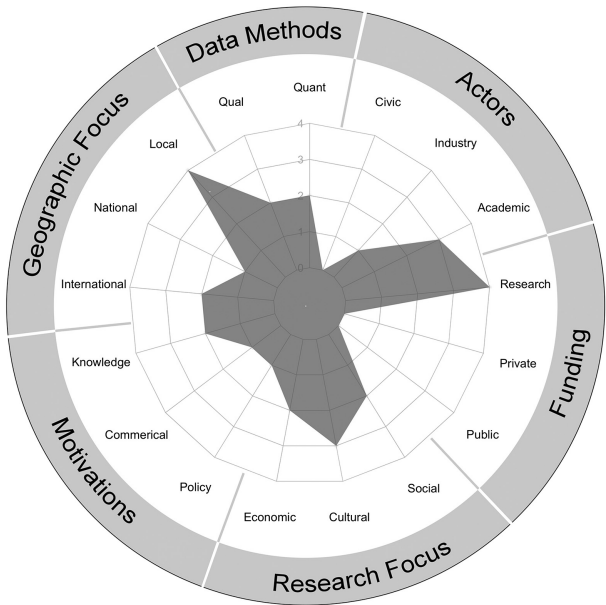 Data Methods
Actors
Geographic Focus
Funding
Motivations
Research Focus
Qual
Quant
Civic
Local
Industry
National
Academic
International
Research
Knowledge
Private
Commerical
Public
Policy
Social
Economic
Cultural
4
3
2
1
0